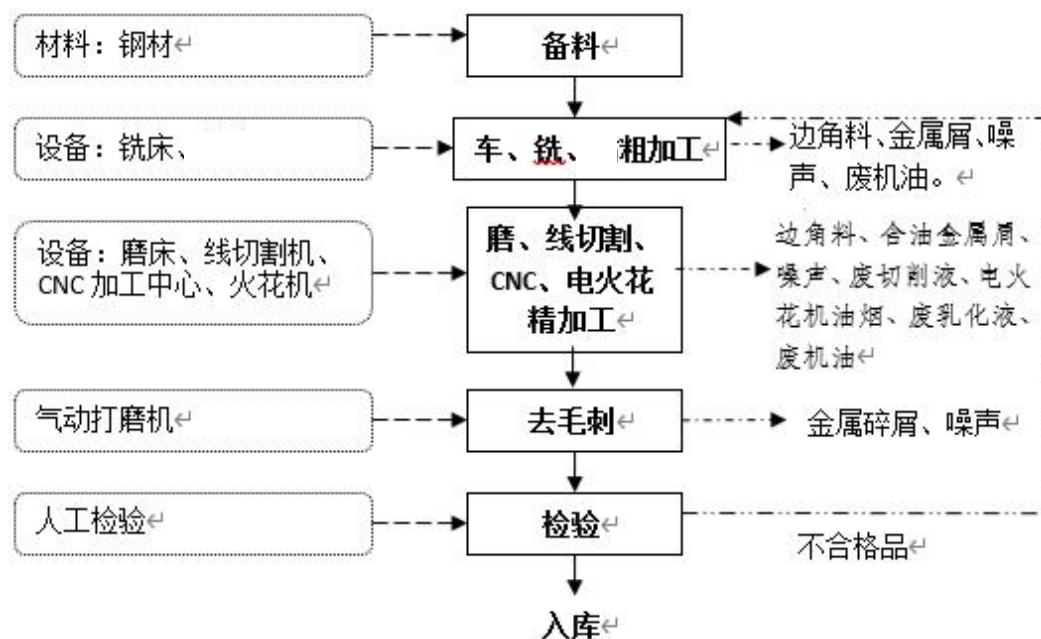 材料：钢材
备料
设备：铣床、
车、铣、 粗加工
边角料、金属屑、噪
声、废机油。
设备：磨床、线切割机、
CNC 加工中心、火花机
磨、线切割、
CNC、电火花
精加工
边角料、合油金属屑、
噪声、废切削液、电火
花机油烟、废乳化液、
废机油
气动打磨机
去毛刺
金属碎屑、噪声
人工检验
检验
不合格品
入库